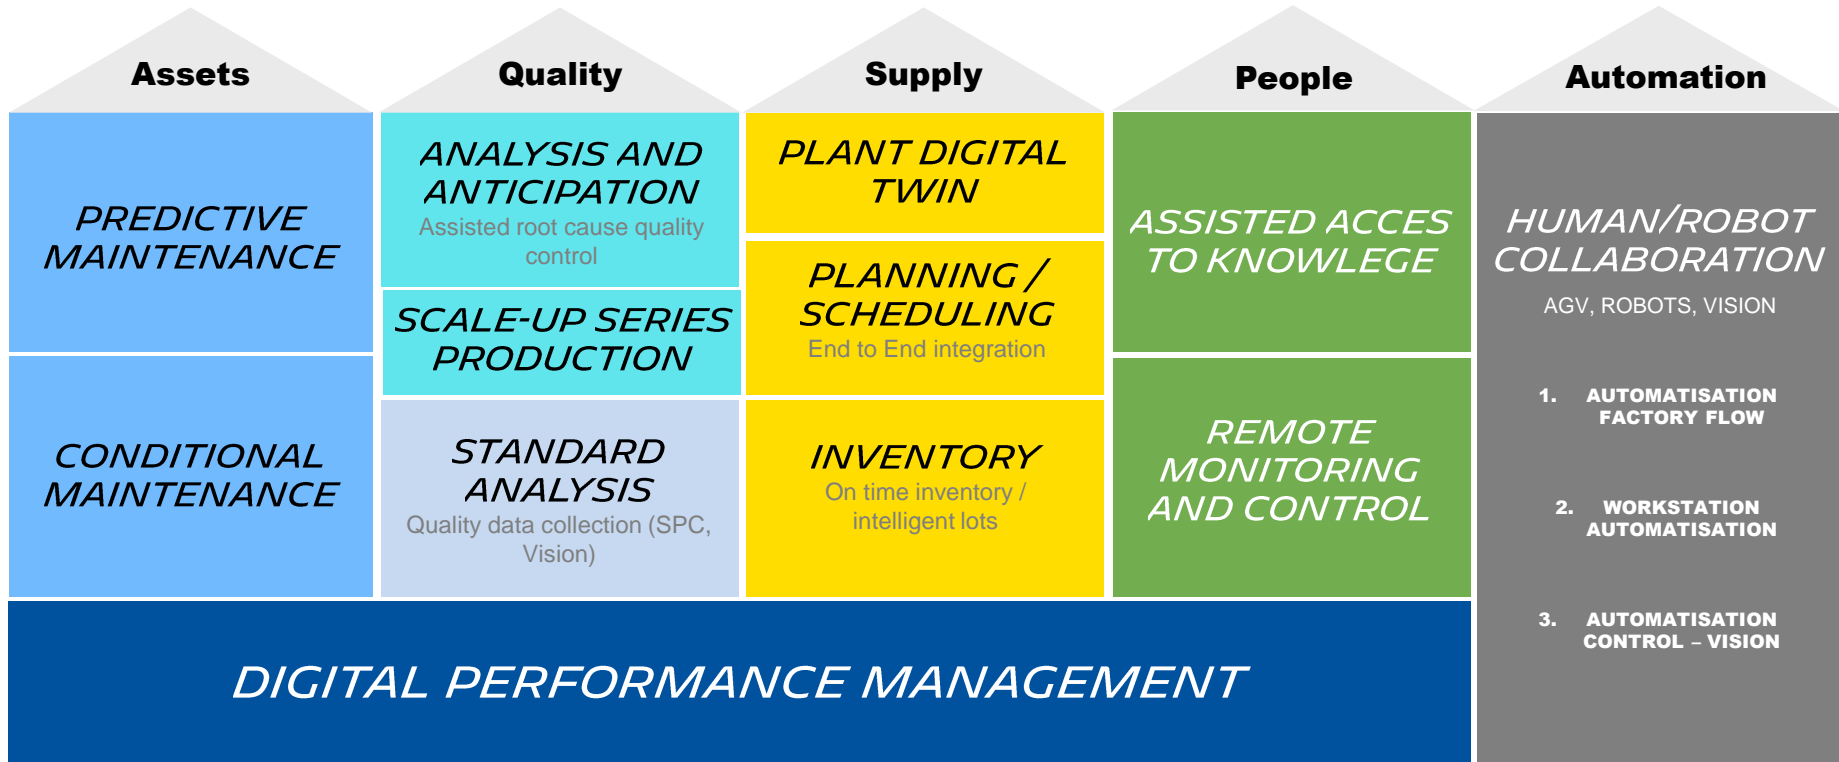 Assets
PREDICTIVE
MAINTENANCE
CONDITIONAL
MAINTENANCE
Quality
ANALYSIS AND
ANTICIPATION
Assisted root cause quality
control
SCALE-UP SERIES
PRODUCTION
STANDARD
ANALYSIS
Quality data collection (SPC,
Vision)
Supply
PLANT DIGITAL
TWIN
PLANNING /
SCHEDULING
End to End integration
INVENTORY
On time inventory /
intelligent lots
People
ASSISTED ACCES
TO KNOWLEGE
REMOTE
MONITORING
AND CONTROL
Automation
HUMAN/ROBOT
COLLABORATION
AGV, ROBOTS, VISION
1. AUTOMATISATION
FACTORY FLOW
2. WORKSTATION
AUTOMATISATION
3. AUTOMATISATION
CONTROL – VISION
DIGITAL PERFORMANCE MANAGEMENT